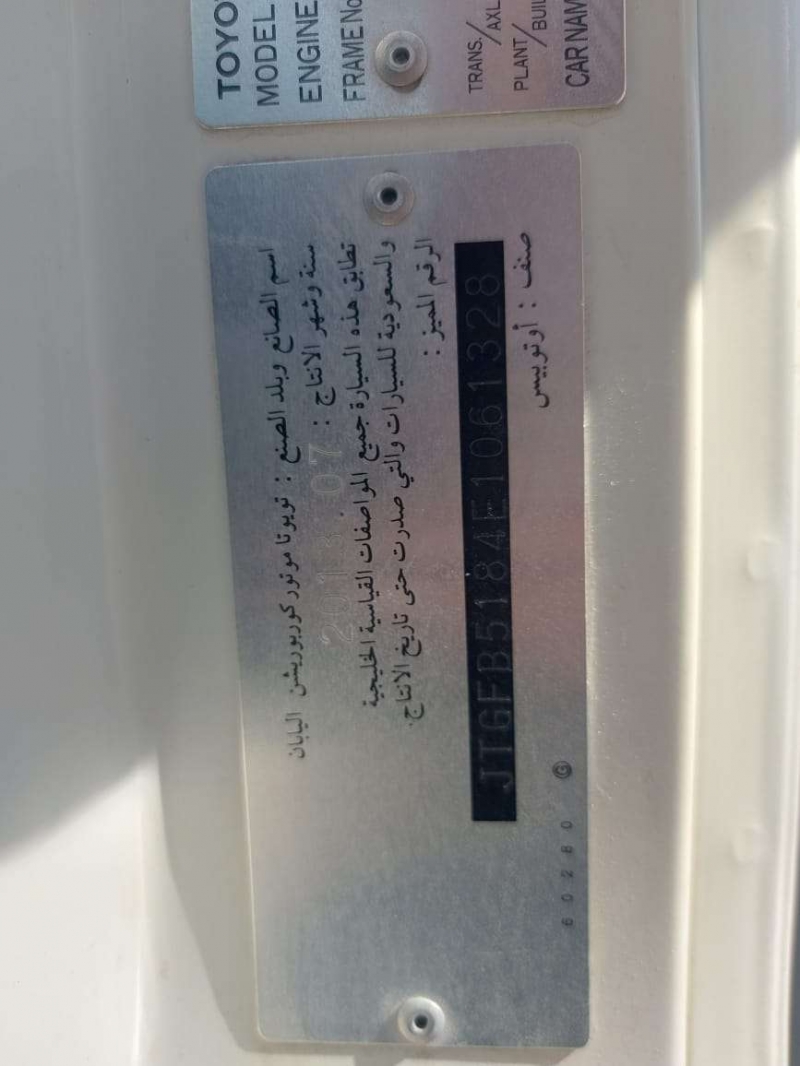 TOYO
MODEL
ENGINE
FRAME No.
TRANS./AXL
PLANT/BUIL
CAR NAM
اسم الصانع وبلد الصنع : تويوتا موتور كوربوريشن اليابان
سنة وشهر الانتاج : 07
تطابق هذه السيارة جميع المواصفات القياسية الخليجية
والسعودية للسيارات والتي صدرت حتى تاريخ الانتاج.
الرقم المميز :
JTGFB5184E1061328
صنف : أوتوبيس
60280 G